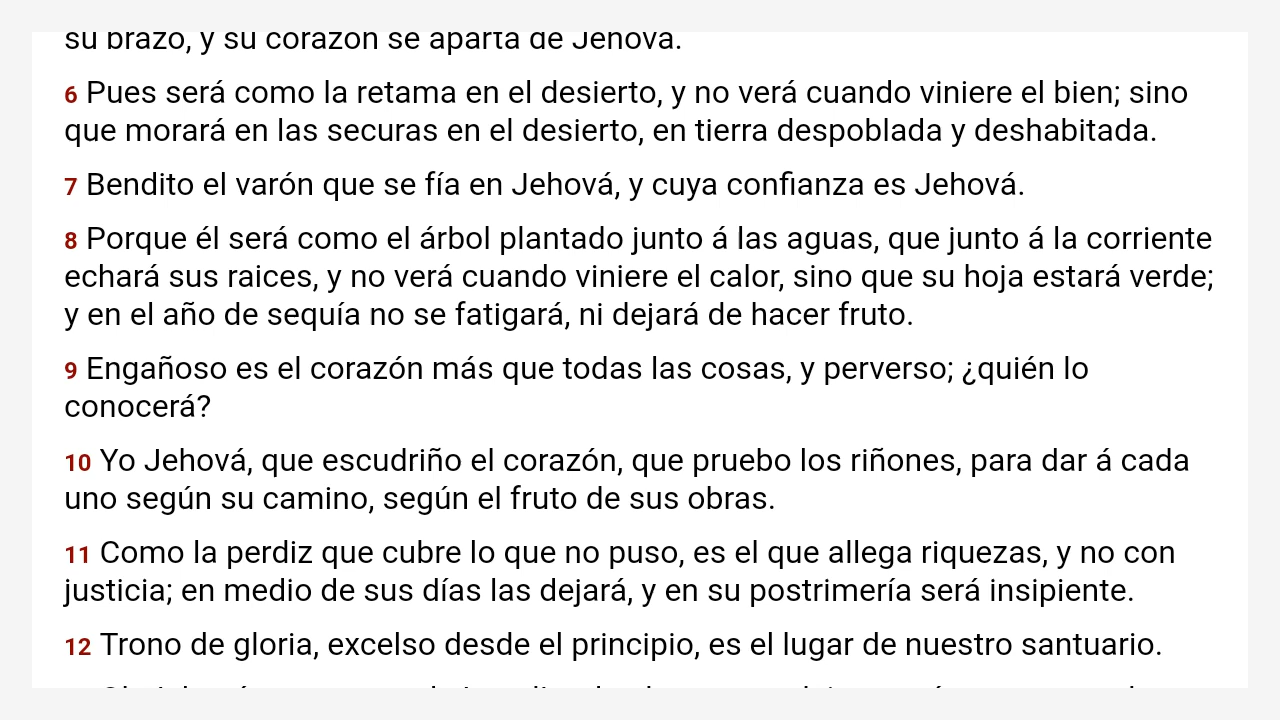 su brazo, y su corazón se aparta de Jehová.
6 Pues será como la retama en el desierto, y no verá cuando viniere el bien; sino
que morará en las securas en el desierto, en tierra despoblada y deshabitada.
7 Bendito el varón que se fía en Jehová, y cuya confianza es Jehová.
8 Porque él será como el árbol plantado junto á las aguas, que junto á la corriente
echará sus raices, y no verá cuando viniere el calor, sino que su hoja estará verde;
y en el año de sequía no se fatigará, ni dejará de hacer fruto.
9 Engañoso es el corazón más que todas las cosas, y perverso; ¿quién lo
conocerá?
10 Yo Jehová, que escudriño el corazón, que pruebo los riñones, para dar á cada
uno según su camino, según el fruto de sus obras.
11 Como la perdiz que cubre lo que no puso, es el que allega riquezas, y no con
justicia; en medio de sus días las dejará, y en su postrimería será insipiente.
12 Trono de gloria, excelso desde el principio, es el lugar de nuestro santuario.